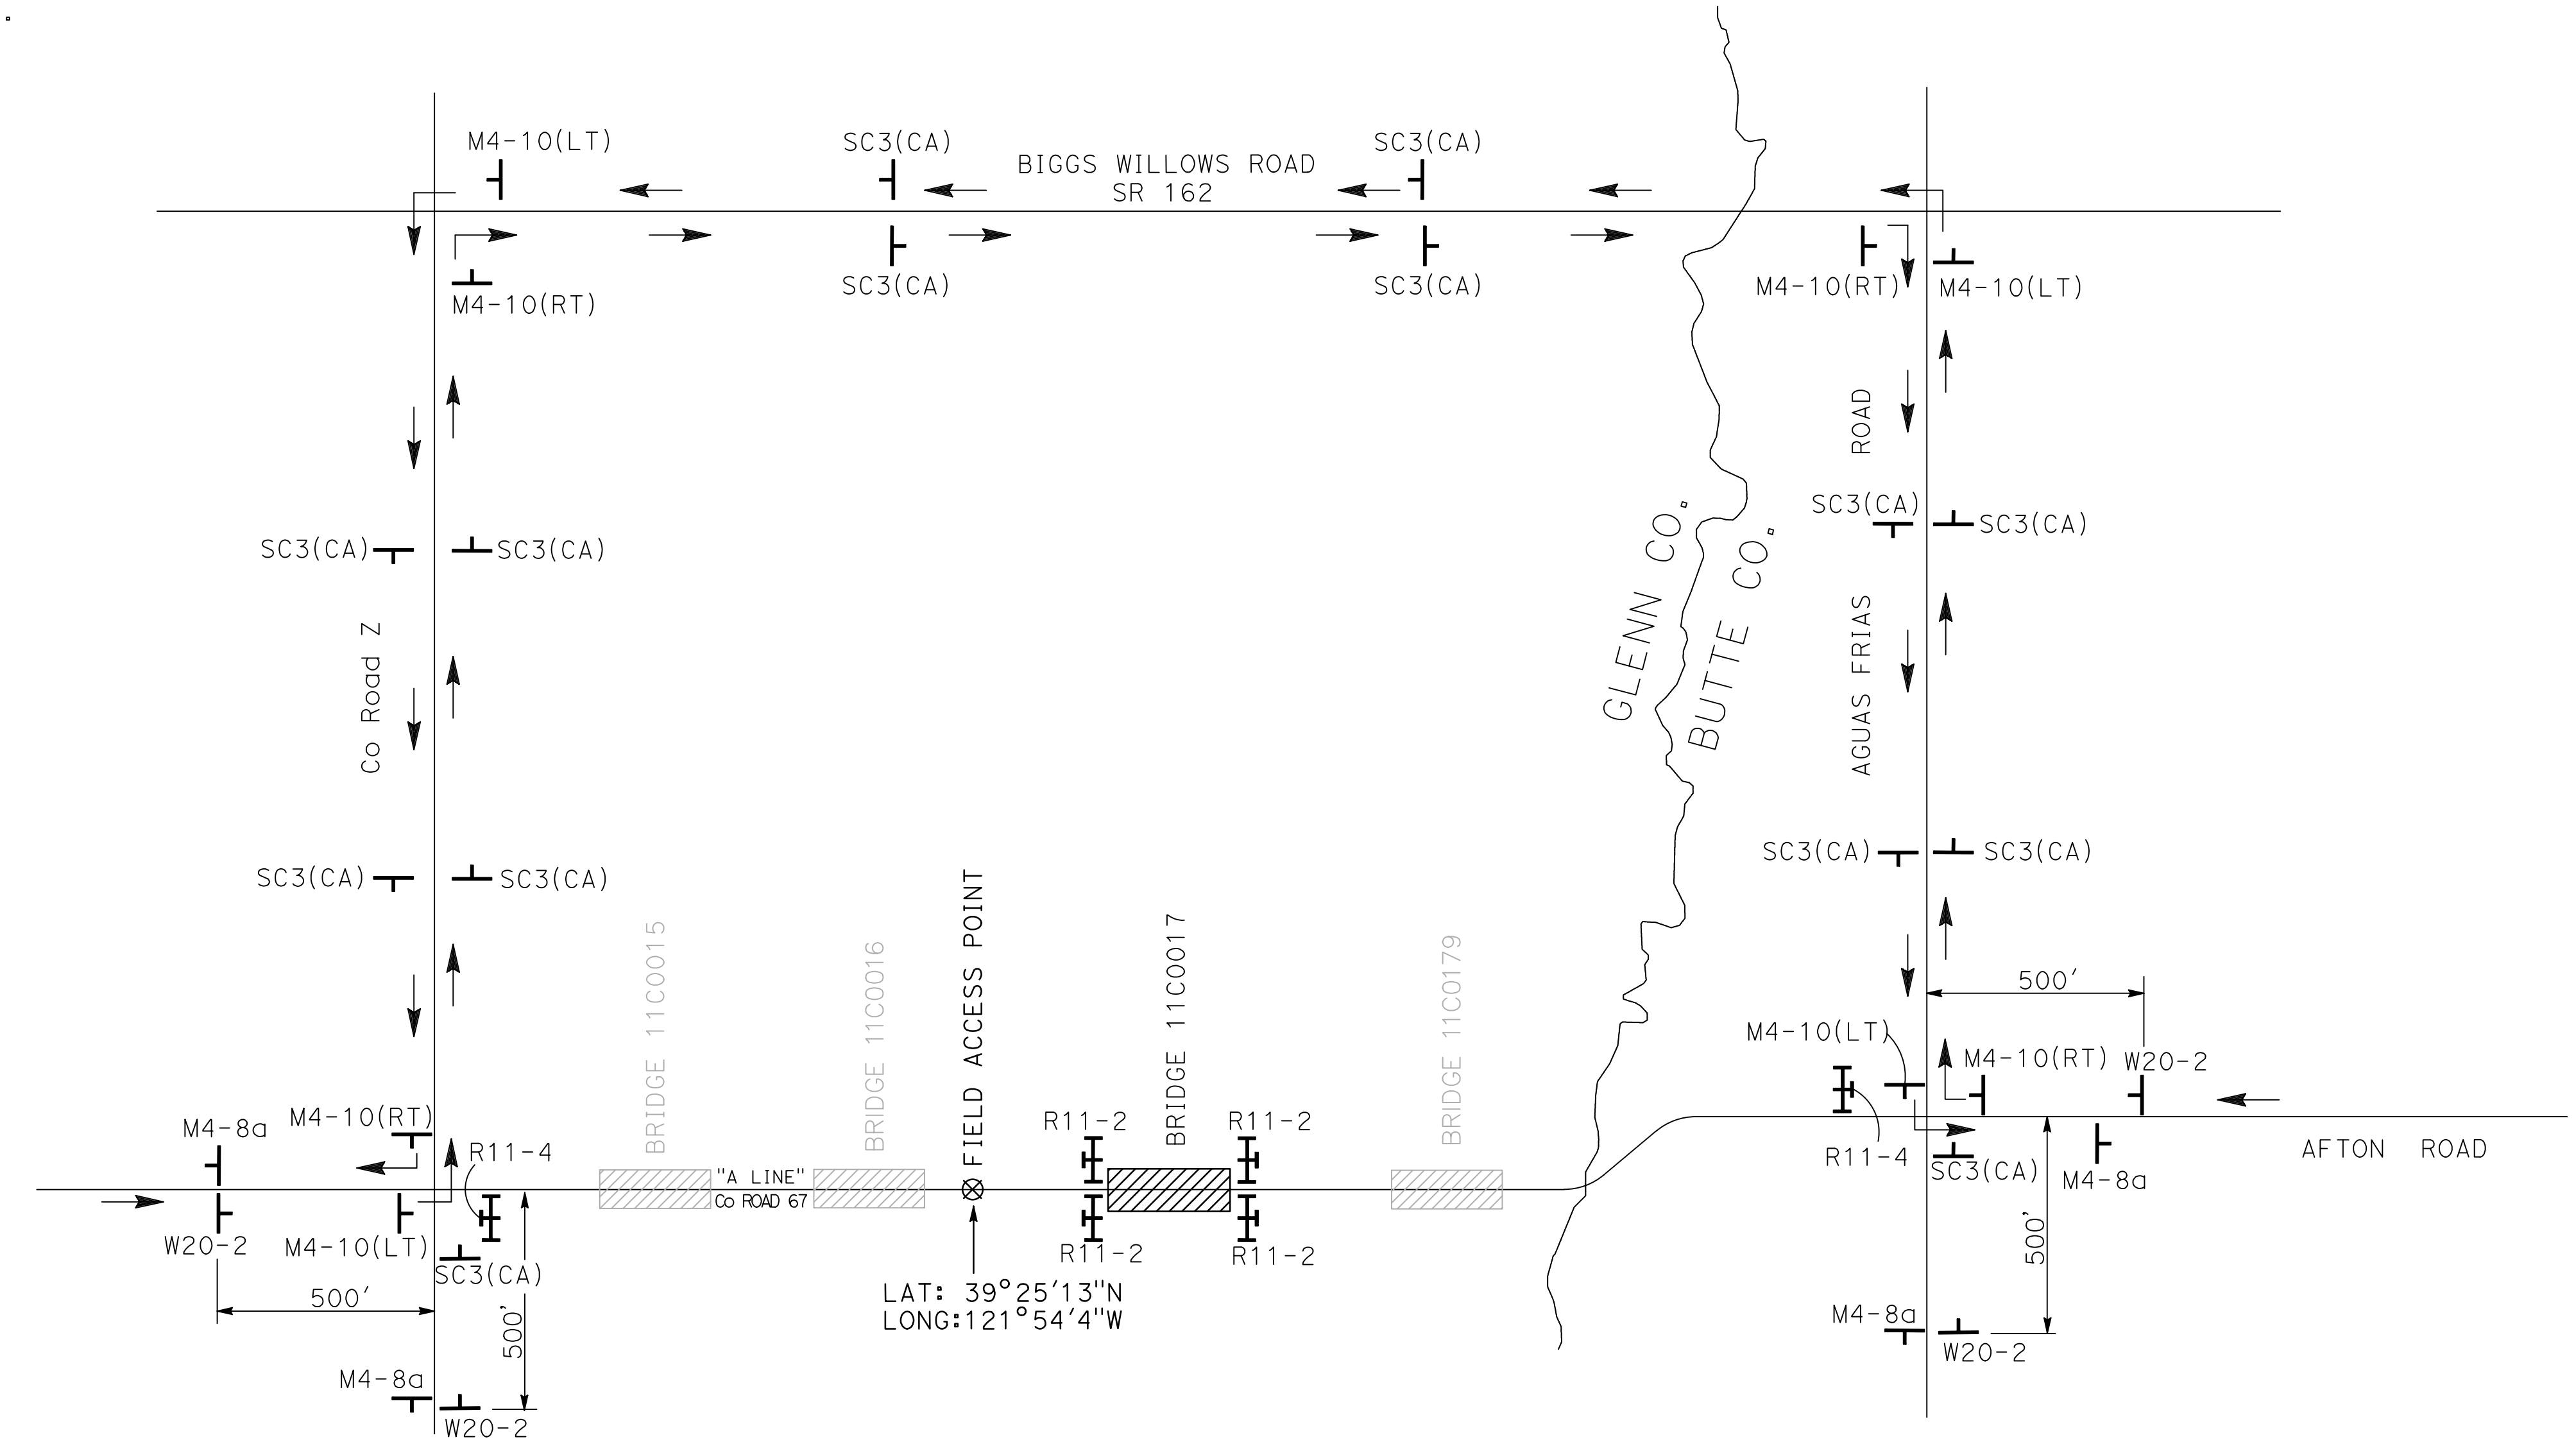 M4-10(LT)
SC3(CA)
SC3(CA)
BIGGS WILLOWS ROAD
SR 162
M4-10(RT)
SC3(CA)
SC3(CA)
M4-10(RT)
M4-10(LT)
ROAD
AGUAS FRIAS
SC3(CA)
SC3(CA)
GLENN CO.
BUTTE CO.
SC3(CA)
SC3(CA)
Co Road Z
SC3(CA)
SC3(CA)
SC3(CA)
SC3(CA)
BRIDGE 11C0015
BRIDGE 11C0016
FIELD ACCESS POINT
BRIDGE 11C0017
BRIDGE 11C0179
500'
M4-10(LT)
M4-10(RT)
W20-2
M4-8a
M4-10(RT)
R11-4
R11-2
R11-2
R11-4
SC3(CA)
M4-8a
AFTON ROAD
"A LINE"
Co ROAD 67
W20-2
M4-10(LT)
SC3(CA)
R11-2
R11-2
500'
500'
500'
LAT: 39°25'13"N
LONG:121°54'4"W
M4-8a
W20-2
M4-8a
W20-2